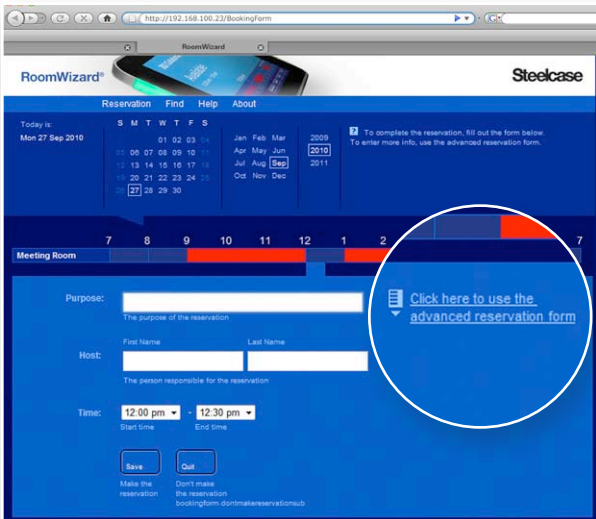 http://192.168.100.23/BookingForm
RoomWizard
RoomWizard®
Steelcase
Reservation Find Help About
Today is:
Mon 27 Sep 2010
S M T W T F S
01 02 03 04
05 06 07 08 09 10 11
12 13 14 15 16 17 18
19 20 21 22 23 24 25
26 27 28 29 30
Jan Feb Mar
Apr May Jun
Jul Aug Sep
Oct Nov Dec
2009
2010
2011
? To complete the reservation, fill out the form below.
To enter more info, use the advanced reservation form.
7 8 9 10 11 12 1 2 7
Meeting Room
Click here to use the
advanced reservation form
Purpose:
The purpose of the reservation
First Name Last Name
Host:
The person responsible for the reservation
Time: 12:00 pm - 12:30 pm
Start time End time
Save Quit
Make the
reservation
Don't make
the reservation
bookingform.dontmakereservationsub